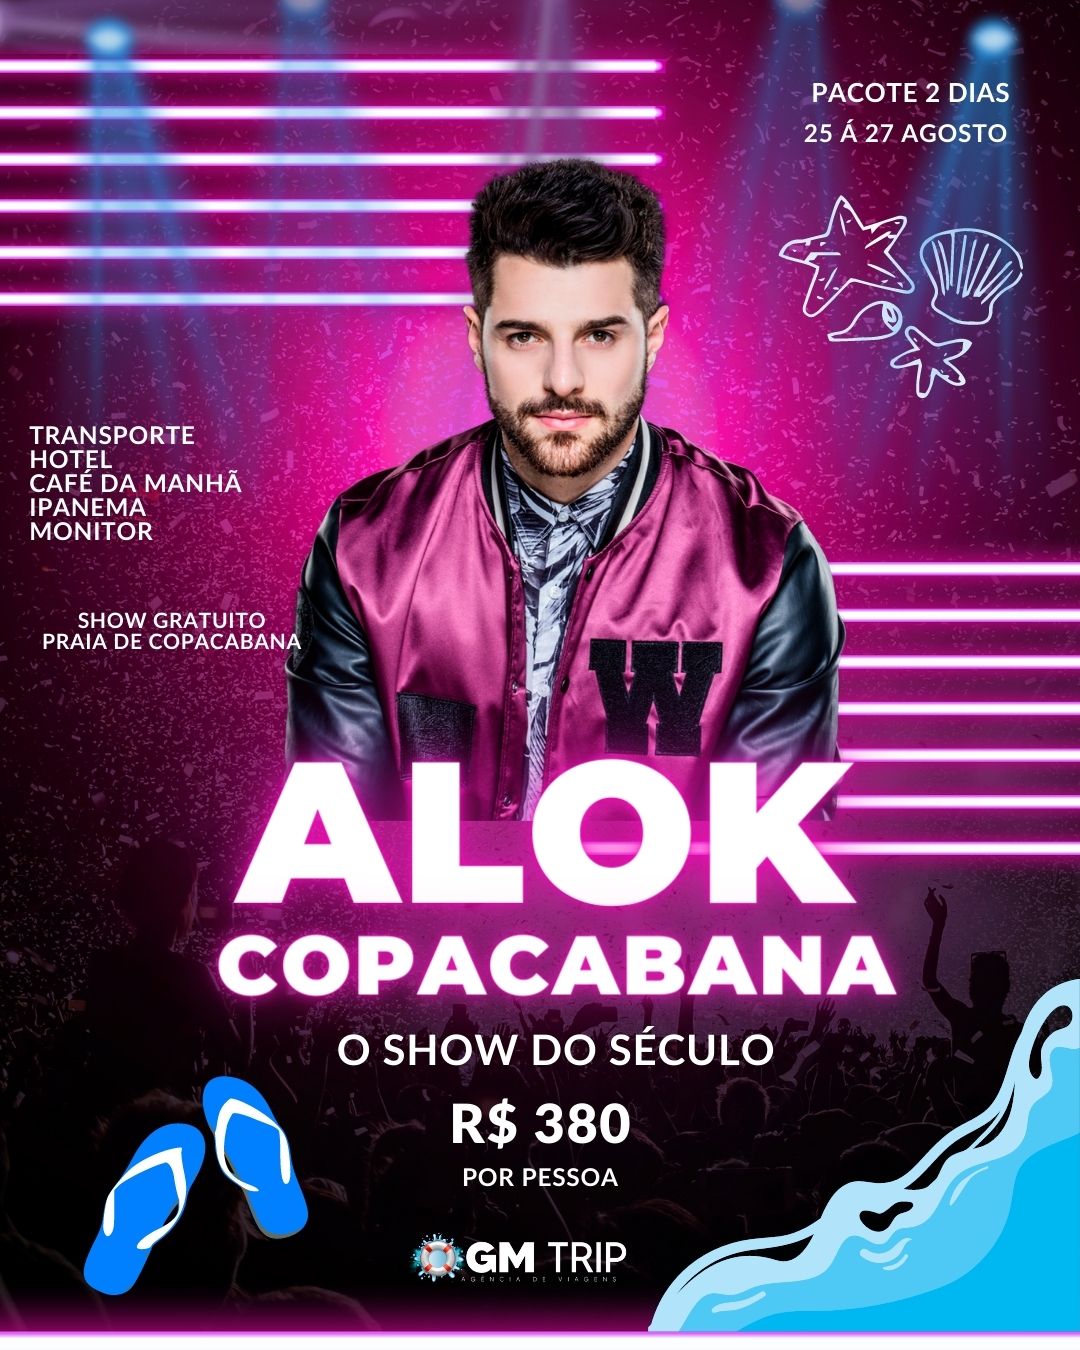 PACOTE 2 DIAS
25 Á 27 AGOSTO
TRANSPORTE
HOTEL
CAFÉ DA MANHÃ
IPANEMA
MONITOR
SHOW GRATUITO
PRAIA DE COPACABANA
W
ALOK
COPACABANA
O SHOW DO SÉCULO
R$ 380
POR PESSOA
GM TRIP
AGÊNCIA DE VIAGENS